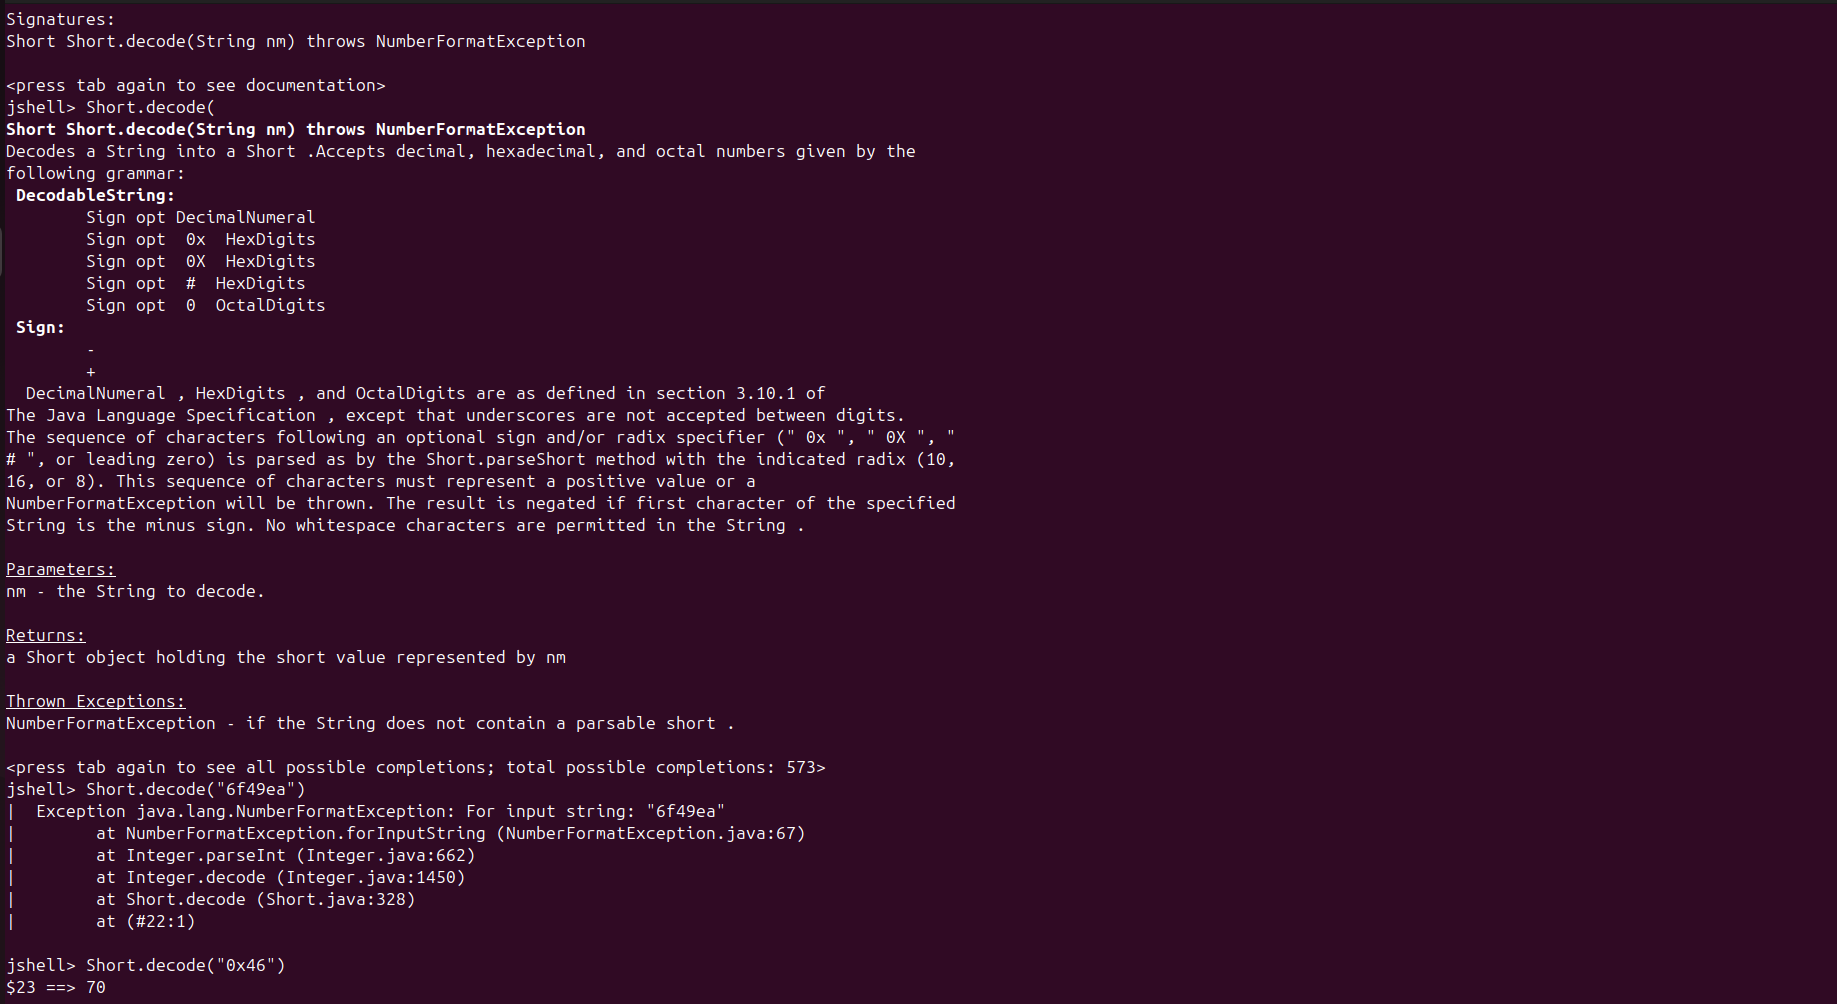 Signatures:
Short Short.decode(String nm) throws NumberFormatException
<press tab again to see documentation>
jshell> Short.decode(
Short Short.decode(String nm) throws NumberFormatException
Decodes a String into a Short .Accepts decimal, hexadecimal, and octal numbers given by the
following grammar:
DecodableString:
Sign opt DecimalNumeral
Sign opt  0x  HexDigits
Sign opt  0X  HexDigits
Sign opt  #  HexDigits
Sign opt  0  OctalDigits
Sign:
-
+
DecimalNumeral , HexDigits , and OctalDigits are as defined in section 3.10.1 of
The Java Language Specification , except that underscores are not accepted between digits.
The sequence of characters following an optional sign and/or radix specifier (" 0x ", " 0X ", "
# ", or leading zero) is parsed as by the Short.parseShort method with the indicated radix (10,
16, or 8). This sequence of characters must represent a positive value or a
NumberFormatException will be thrown. The result is negated if first character of the specified
String is the minus sign. No whitespace characters are permitted in the String .
Parameters:
nm - the String to decode.
Returns:
a Short object holding the short value represented by nm
Thrown Exceptions:
NumberFormatException - if the String does not contain a parsable short .
<press tab again to see all possible completions; total possible completions: 573>
jshell> Short.decode("6f49ea")
|  Exception java.lang.NumberFormatException: For input string: "6f49ea"
|        at NumberFormatException.forInputString (NumberFormatException.java:67)
|        at Integer.parseInt (Integer.java:662)
|        at Integer.decode (Integer.java:1450)
|        at Short.decode (Short.java:328)
|        at (#22:1)
jshell> Short.decode("0x46")
$23 ==> 70